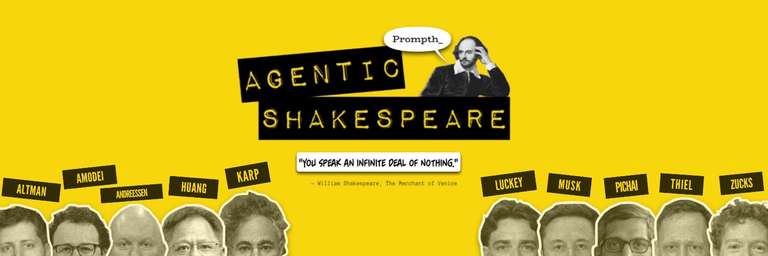 Prompth_
AGENTIC
SHAKESPEARE
"YOU SPEAK AN INFINITE DEAL OF NOTHING."
— William Shakespeare, The Merchant of Venice
ALTMAN
AMODEI
ANDREESSEN
HUANG
KARP
LUCKEY
MUSK
PICHAI
THIEL
ZUCKS